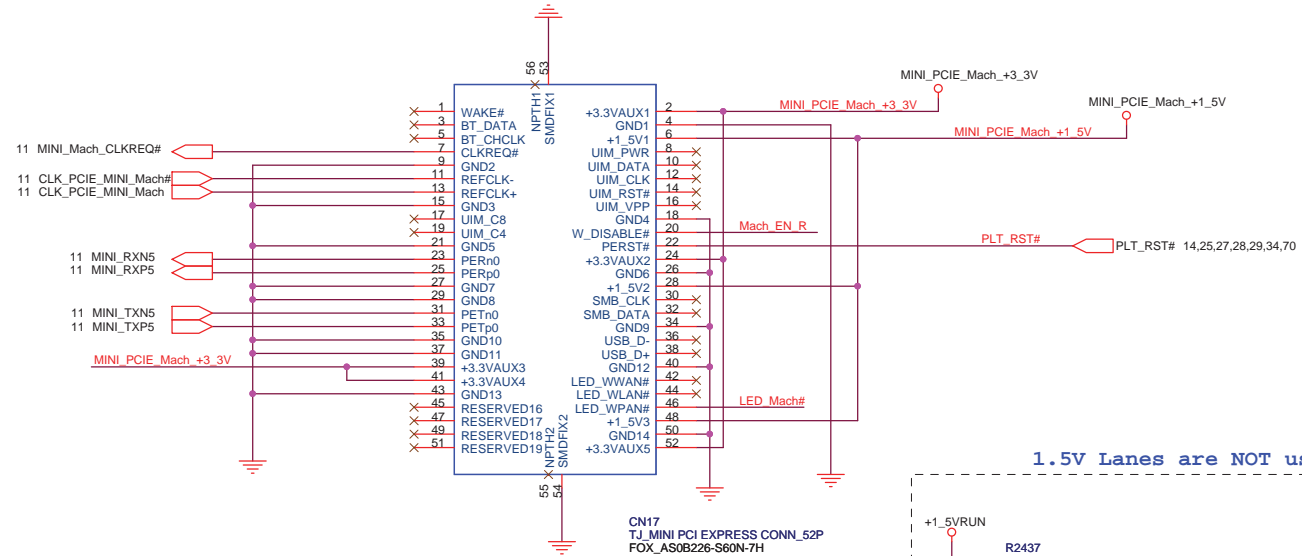 56
53
NPTH1
SMDFIX1
MINI_PCIE_Mach_+3_3V
MINI_PCIE_Mach_+3_3V
MINI_PCIE_Mach_+1_5V
MINI_PCIE_Mach_+1_5V
1 WAKE# +3.3VAUX1 2
3 BT_DATA GND1 4
5 BT_CHCLK +1_5V1 6
11 MINI_Mach_CLKREQ# 7 CLKREQ# UIM_PWR 8
9 GND2 UIM_DATA 10
11 CLK_PCIE_MINI_Mach# 11 REFCLK- UIM_CLK 12
11 CLK_PCIE_MINI_Mach 13 REFCLK+ UIM_RST# 14
15 GND3 UIM_VPP 16
17 UIM_C8 GND4 18
19 UIM_C4 W_DISABLE# 20 Mach_EN_R
21 GND5 PERST# 22 PLT_RST# PLT_RST# 14,25,27,28,29,34,70
11 MINI_RXN5 23 PERn0 +3.3VAUX2 24
11 MINI_RXP5 25 PERp0 GND6 26
27 GND7 +1_5V2 28
29 GND8 SMB_CLK 30
11 MINI_TXN5 31 PETn0 SMB_DATA 32
11 MINI_TXP5 33 PETp0 GND9 34
35 GND10 USB_D- 36
37 GND11 USB_D+ 38
MINI_PCIE_Mach_+3_3V 39 +3.3VAUX3 GND12 40
41 +3.3VAUX4 LED_WWAN# 42
43 GND13 LED_WLAN# 44
45 RESERVED16 LED_WPAN# 46 LED_Mach#
47 RESERVED17 +1_5V3 48
49 RESERVED18 GND14 50
51 RESERVED19 +3.3VAUX5 52
NPTH2
SMDFIX2
55
54
1.5V Lanes are NOT us
CN17
TJ_MINI PCI EXPRESS CONN_52P
FOX_AS0B226-S60N-7H
+1_5VRUN
R2437